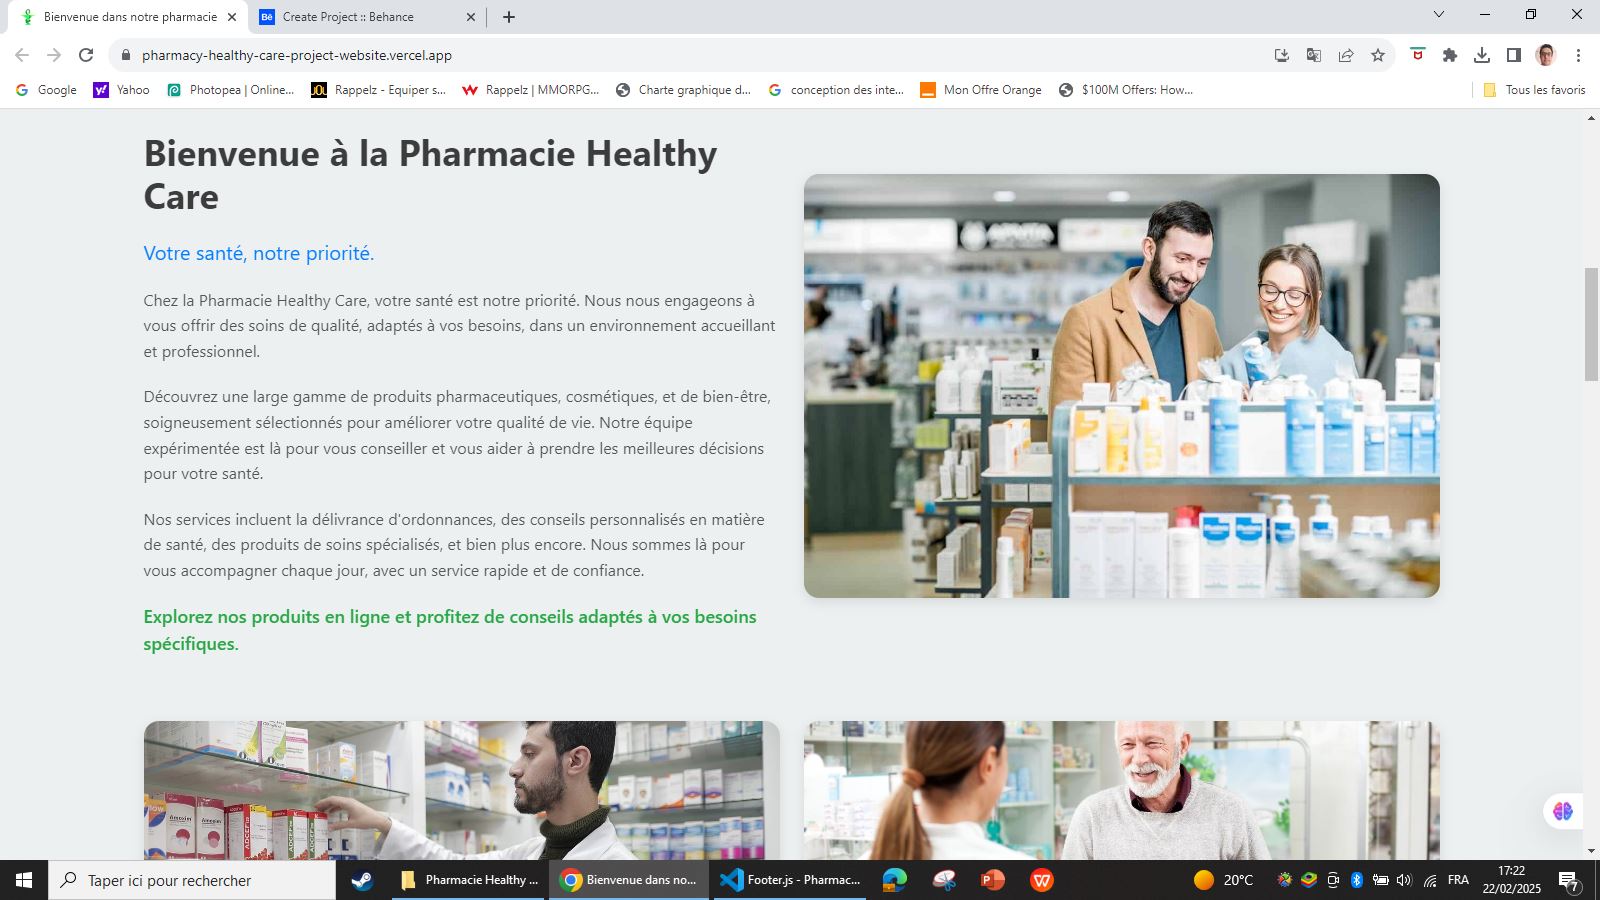 Bienvenue dans notre pharmacie
Create Project :: Behance
pharmacy-healthy-care-project-website.vercel.app
Google
Yahoo
Photopea | Online...
Rappelz - Equiper s...
Rappelz | MMORPG...
Charte graphique d...
conception des inte...
Mon Offre Orange
$100M Offers: How...
Tous les favoris
Bienvenue à la Pharmacie Healthy
Care
Votre santé, notre priorité.
Chez la Pharmacie Healthy Care, votre santé est notre priorité. Nous nous engageons à
vous offrir des soins de qualité, adaptés à vos besoins, dans un environnement accueillant
et professionnel.
Découvrez une large gamme de produits pharmaceutiques, cosmétiques, et de bien-être,
soigneusement sélectionnés pour améliorer votre qualité de vie. Notre équipe
expérimentée est là pour vous conseiller et vous aider à prendre les meilleures décisions
pour votre santé.
Nos services incluent la délivrance d'ordonnances, des conseils personnalisés en matière
de santé, des produits de soins spécialisés, et bien plus encore. Nous sommes là pour
vous accompagner chaque jour, avec un service rapide et de confiance.
Explorez nos produits en ligne et profitez de conseils adaptés à vos besoins
spécifiques.
Amoxim
Taper ici pour rechercher
Pharmacie Healthy ...
Bienvenue dans no...
Footer.js - Pharmac...
20°C
FRA
17:22
22/02/2025
7